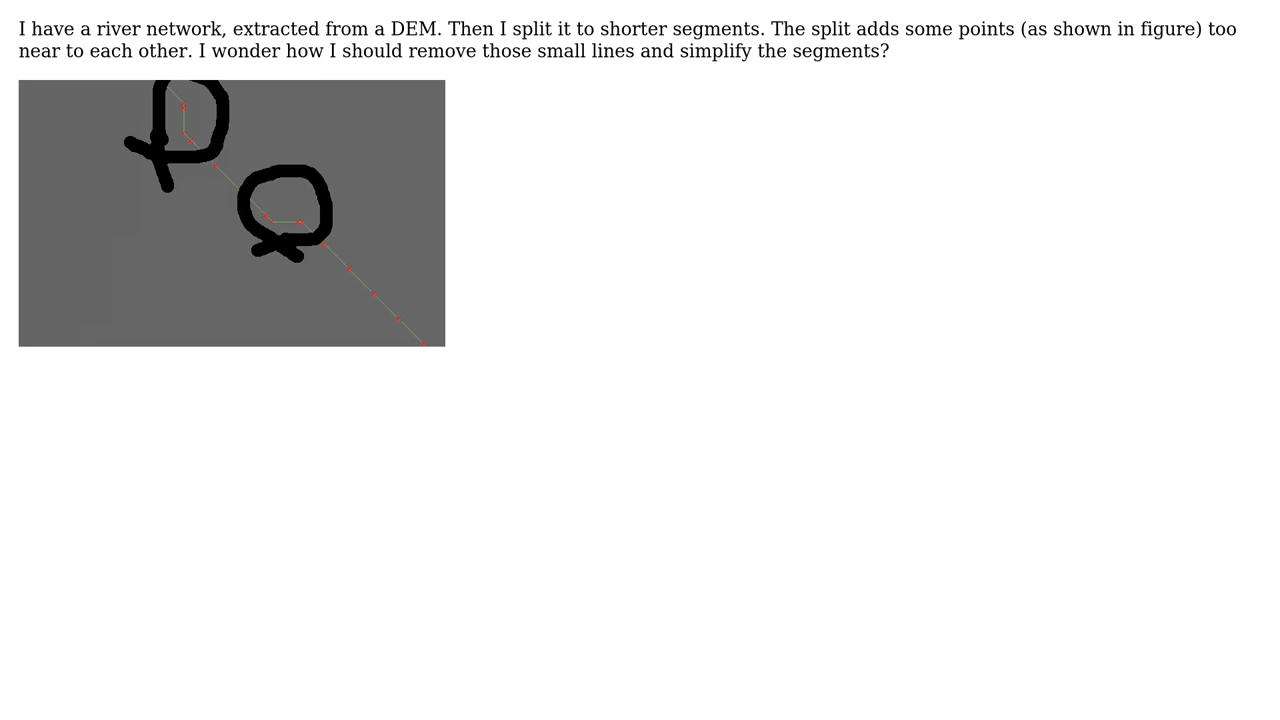 I have a river network, extracted from a DEM. Then I split it to shorter segments. The split adds some points (as shown in figure) too
near to each other. I wonder how I should remove those small lines and simplify the segments?